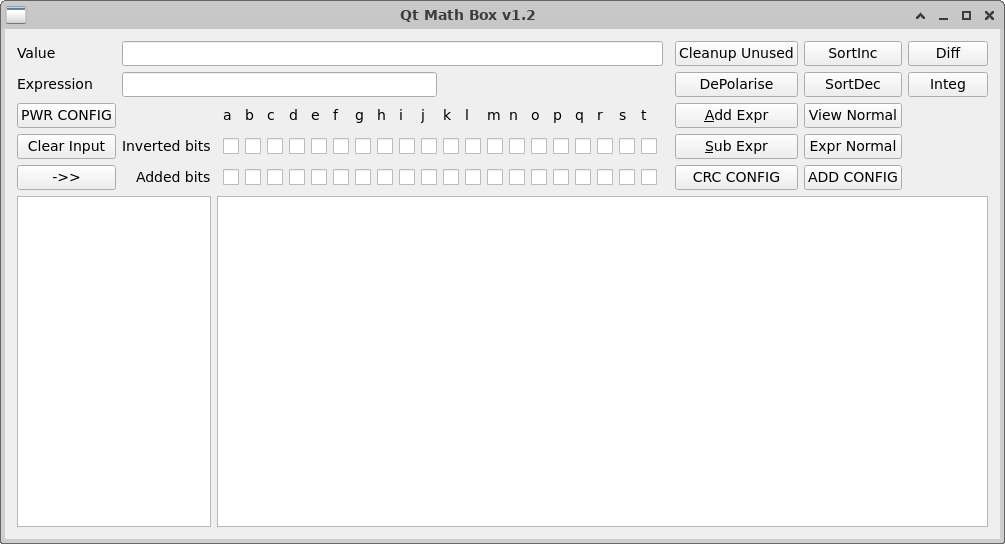 Qt Math Box v1.2
Value Cleanup Unused SortInc Diff
Expression DePolarise SortDec Integ
PWR CONFIG a b c d e f g h i j k l m n o p q r s t Add Expr View Normal
Clear Input Inverted bits Sub Expr Expr Normal
->> Added bits CRC CONFIG ADD CONFIG